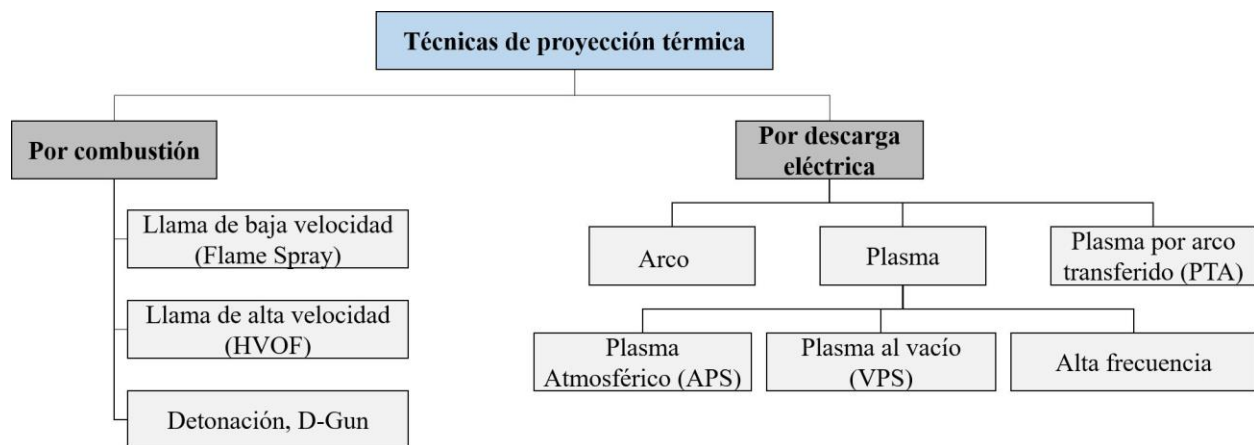 Técnicas de proyección térmica
Por combustión
Llama de baja velocidad
(Flame Spray)
Llama de alta velocidad
(HVOF)
Detonación, D-Gun
Por descarga
eléctrica
Arco
Plasma
Plasma por arco
transferido (PTA)
Plasma
Atmosférico (APS)
Plasma al vacío
(VPS)
Alta frecuencia